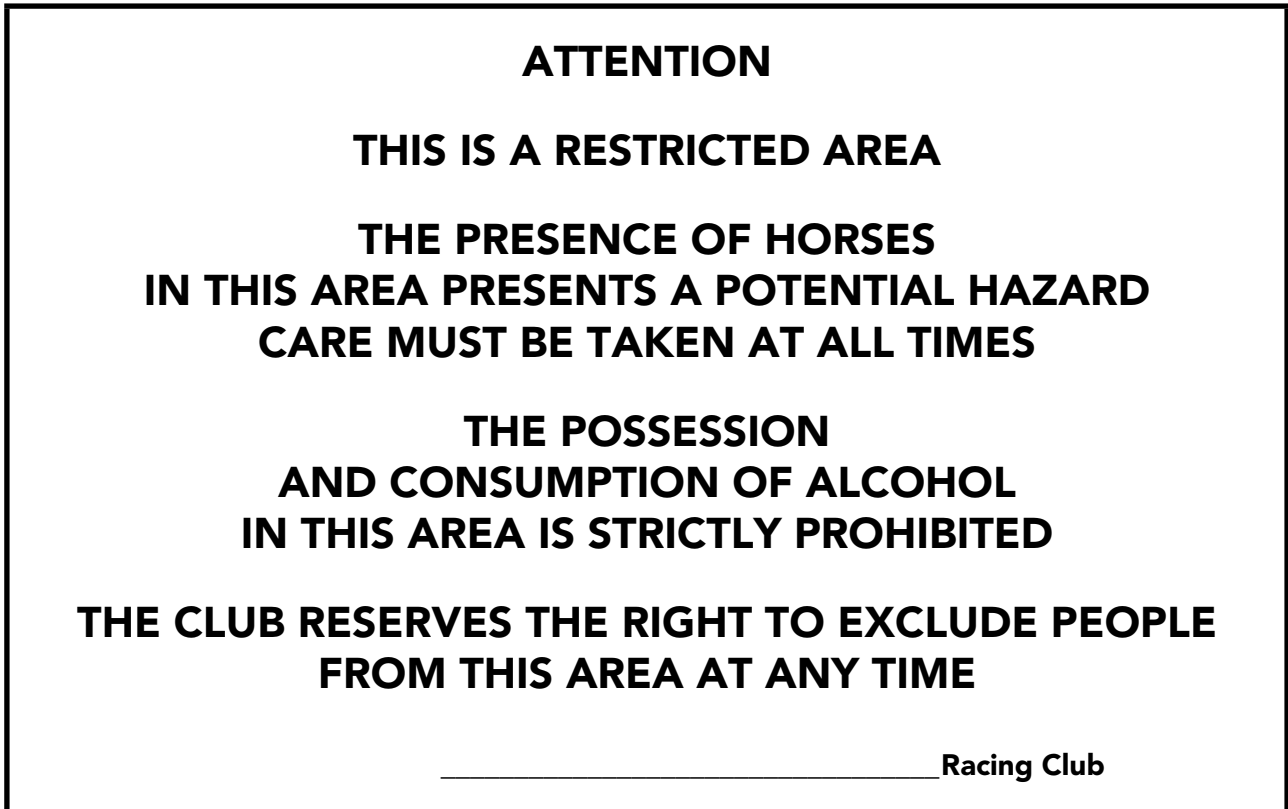 ATTENTION
THIS IS A RESTRICTED AREA
THE PRESENCE OF HORSES
IN THIS AREA PRESENTS A POTENTIAL HAZARD
CARE MUST BE TAKEN AT ALL TIMES
THE POSSESSION
AND CONSUMPTION OF ALCOHOL
IN THIS AREA IS STRICTLY PROHIBITED
THE CLUB RESERVES THE RIGHT TO EXCLUDE PEOPLE
FROM THIS AREA AT ANY TIME
__________________________________Racing Club